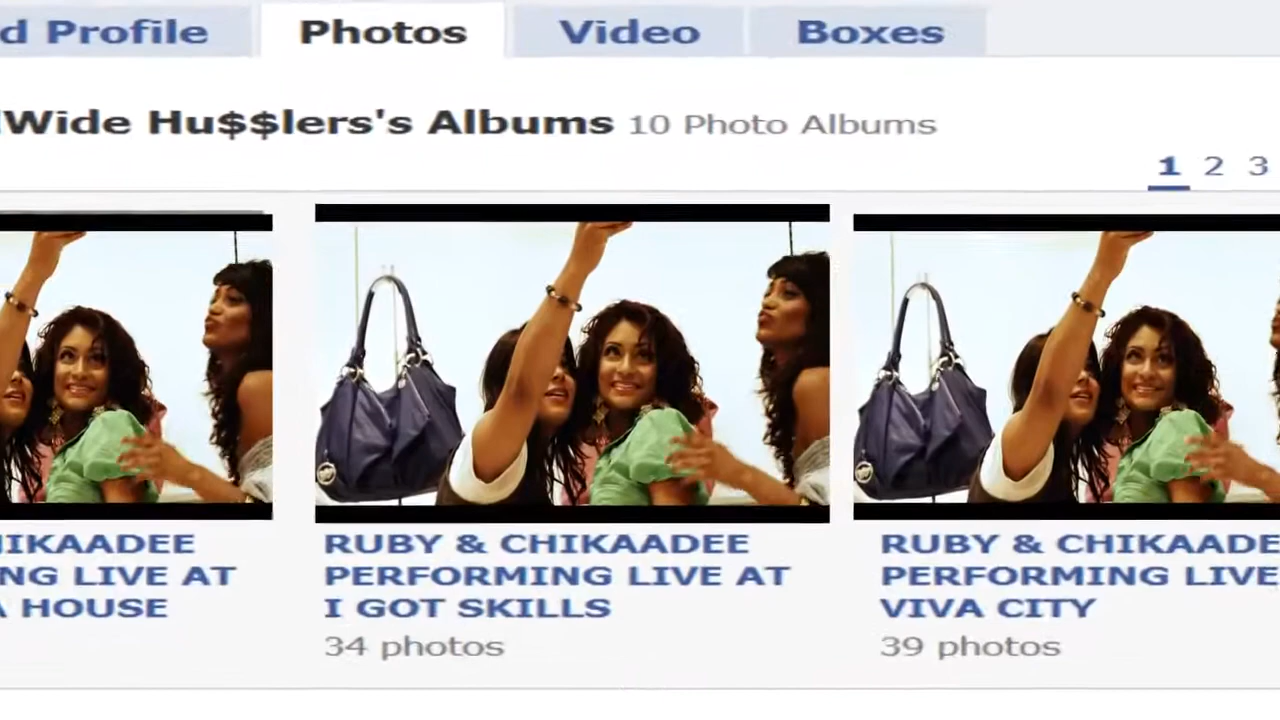 d Profile Photos Video Boxes
Wide Hu$$lers's Albums 10 Photo Albums
1 2 3
IKAADEE
NG LIVE AT
HOUSE
RUBY & CHIKAADEE
PERFORMING LIVE AT
I GOT SKILLS
34 photos
RUBY & CHIKAADE
PERFORMING LIVE
VIVA CITY
39 photos